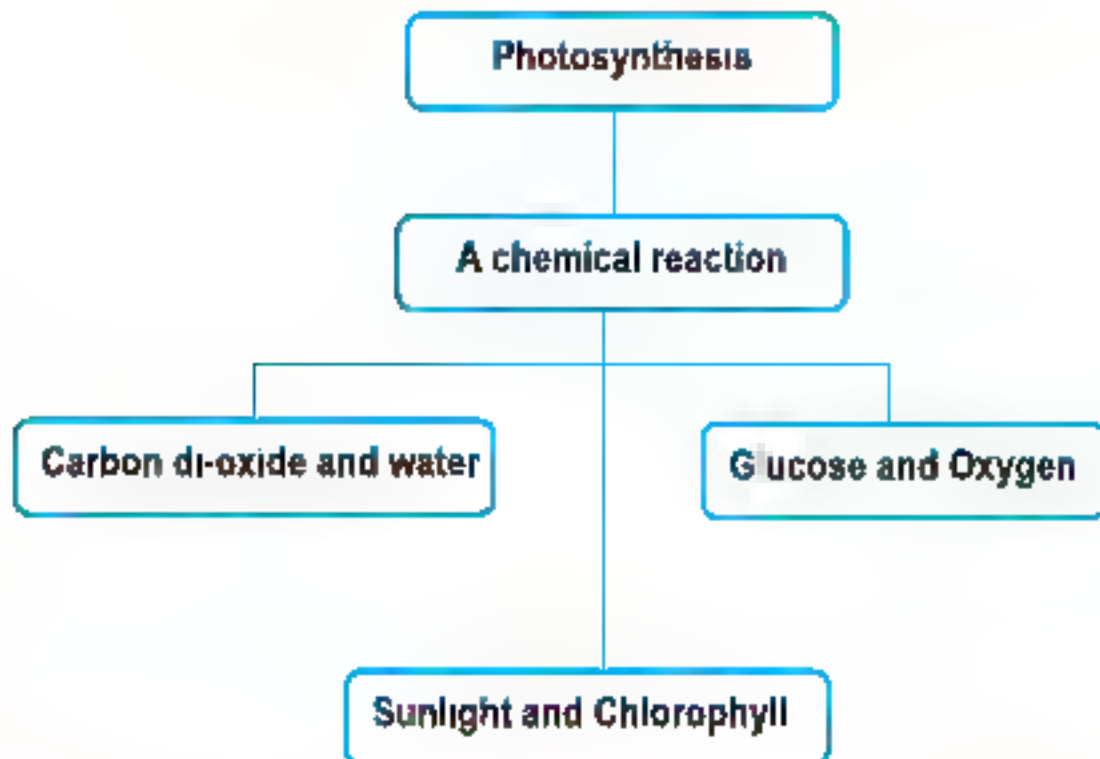 Photosynthesis
A chemical reaction
Carbon di-oxide and water
Glucose and Oxygen
Sunlight and Chlorophyll